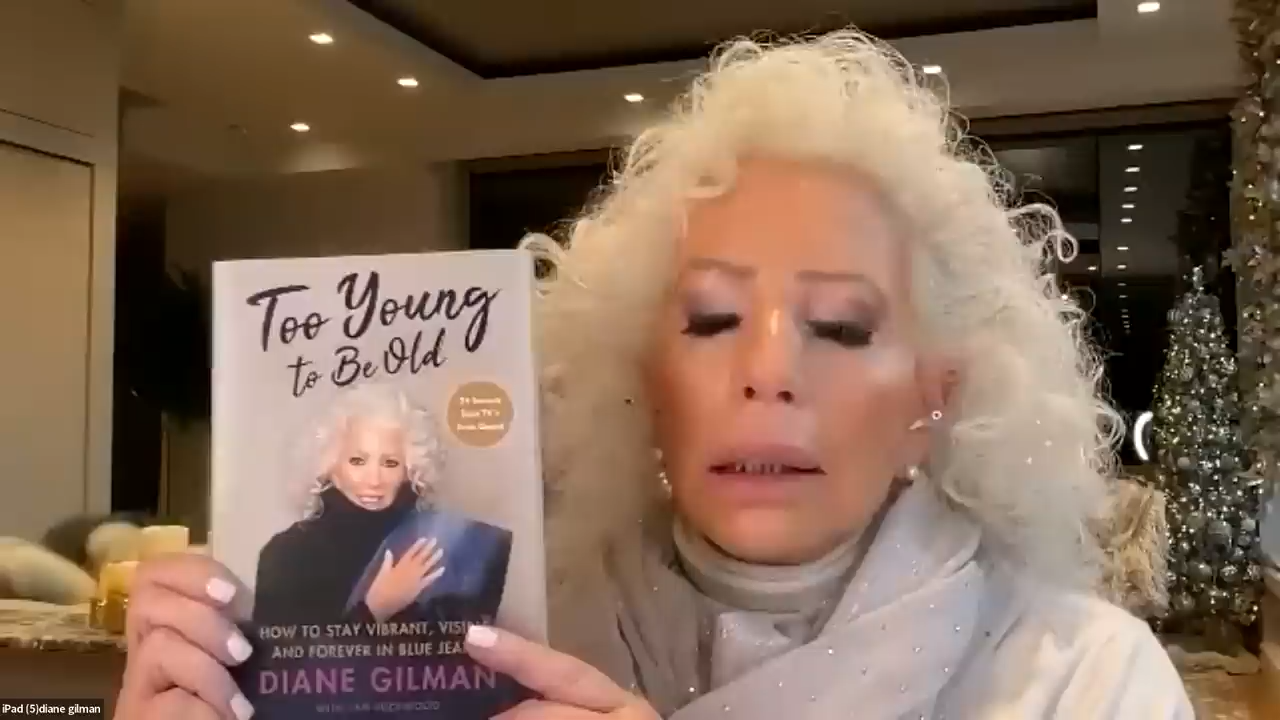 Too Young
to Be Old
HOW TO STAY VIBRANT,
AND FOREVER IN BLUE
DIANE GILMAN
iPad (5)diane gilman